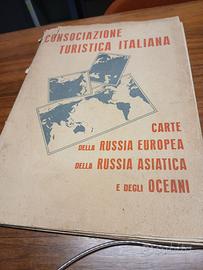 CONSOCIAZIONE
TURISTICA ITALIANA
CARTE
DELLA RUSSIA EUROPEA
DELLA RUSSIA ASIATICA
E DEGLI OCEANI